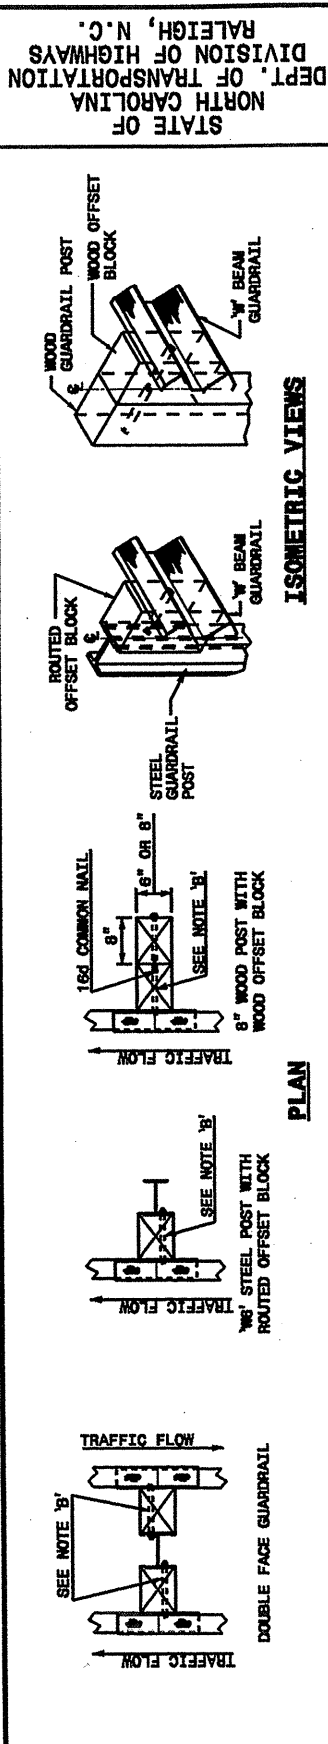 STATE OF
NORTH CAROLINA
DEPT. OF TRANSPORTATION
DIVISION OF HIGHWAYS
RALEIGH, N.C.
WOOD
GUARDRAIL POST
WOOD OFFSET
BLOCK
℄
'W' BEAM
GUARDRAIL
ROUTED
OFFSET BLOCK
℄
STEEL
GUARDRAIL
POST
'W' BEAM
GUARDRAIL
ISOMETRIC VIEWS
16d COMMON NAIL
8"
6" OR 8"
SEE NOTE 'B'
TRAFFIC FLOW
8" WOOD POST WITH
WOOD OFFSET BLOCK
SEE NOTE 'B'
TRAFFIC FLOW
'W6' STEEL POST WITH
ROUTED OFFSET BLOCK
PLAN
TRAFFIC FLOW
SEE NOTE 'B'
TRAFFIC FLOW
DOUBLE FACE GUARDRAIL